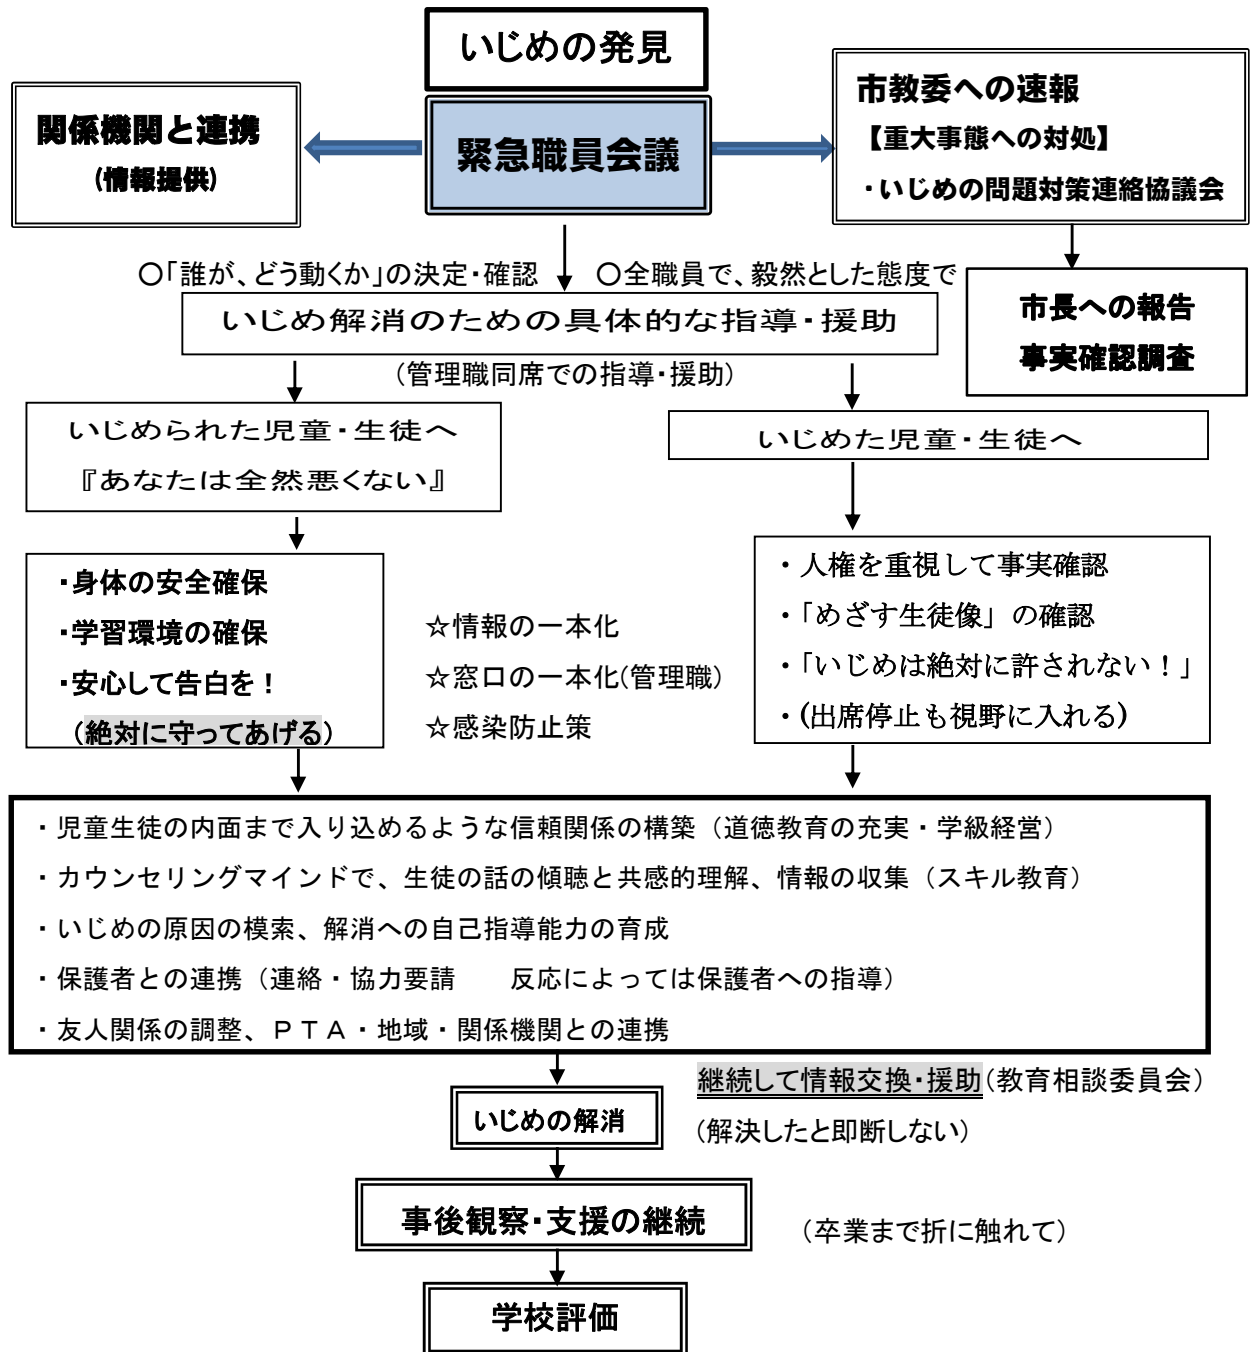 いじめの発見
関係機関と連携
(情報提供)
緊急職員会議
市教委への速報
【重大事態への対処】
・いじめの問題対策連絡協議会
〇「誰が、どう動くか」の決定・確認　〇全職員で、毅然とした態度で
いじめ解消のための具体的な指導・援助
(管理職同席での指導・援助)
市長への報告
事実確認調査
いじめられた児童・生徒へ
『あなたは全然悪くない』
いじめた児童・生徒へ
・身体の安全確保
・学習環境の確保
・安心して告白を！
(絶対に守ってあげる)
☆情報の一本化
☆窓口の一本化(管理職)
☆感染防止策
・人権を重視して事実確認
・「めざす生徒像」の確認
・「いじめは絶対に許されない！」
・(出席停止も視野に入れる)
・児童生徒の内面まで入り込めるような信頼関係の構築（道徳教育の充実・学級経営）
・カウンセリングマインドで、生徒の話の傾聴と共感的理解、情報の収集（スキル教育）
・いじめの原因の模索、解消への自己指導能力の育成
・保護者との連携（連絡・協力要請　　反応によっては保護者への指導）
・友人関係の調整、ＰＴＡ・地域・関係機関との連携
いじめの解消
継続して情報交換・援助(教育相談委員会)
(解決したと即断しない)
事後観察・支援の継続
(卒業まで折に触れて)
学校評価